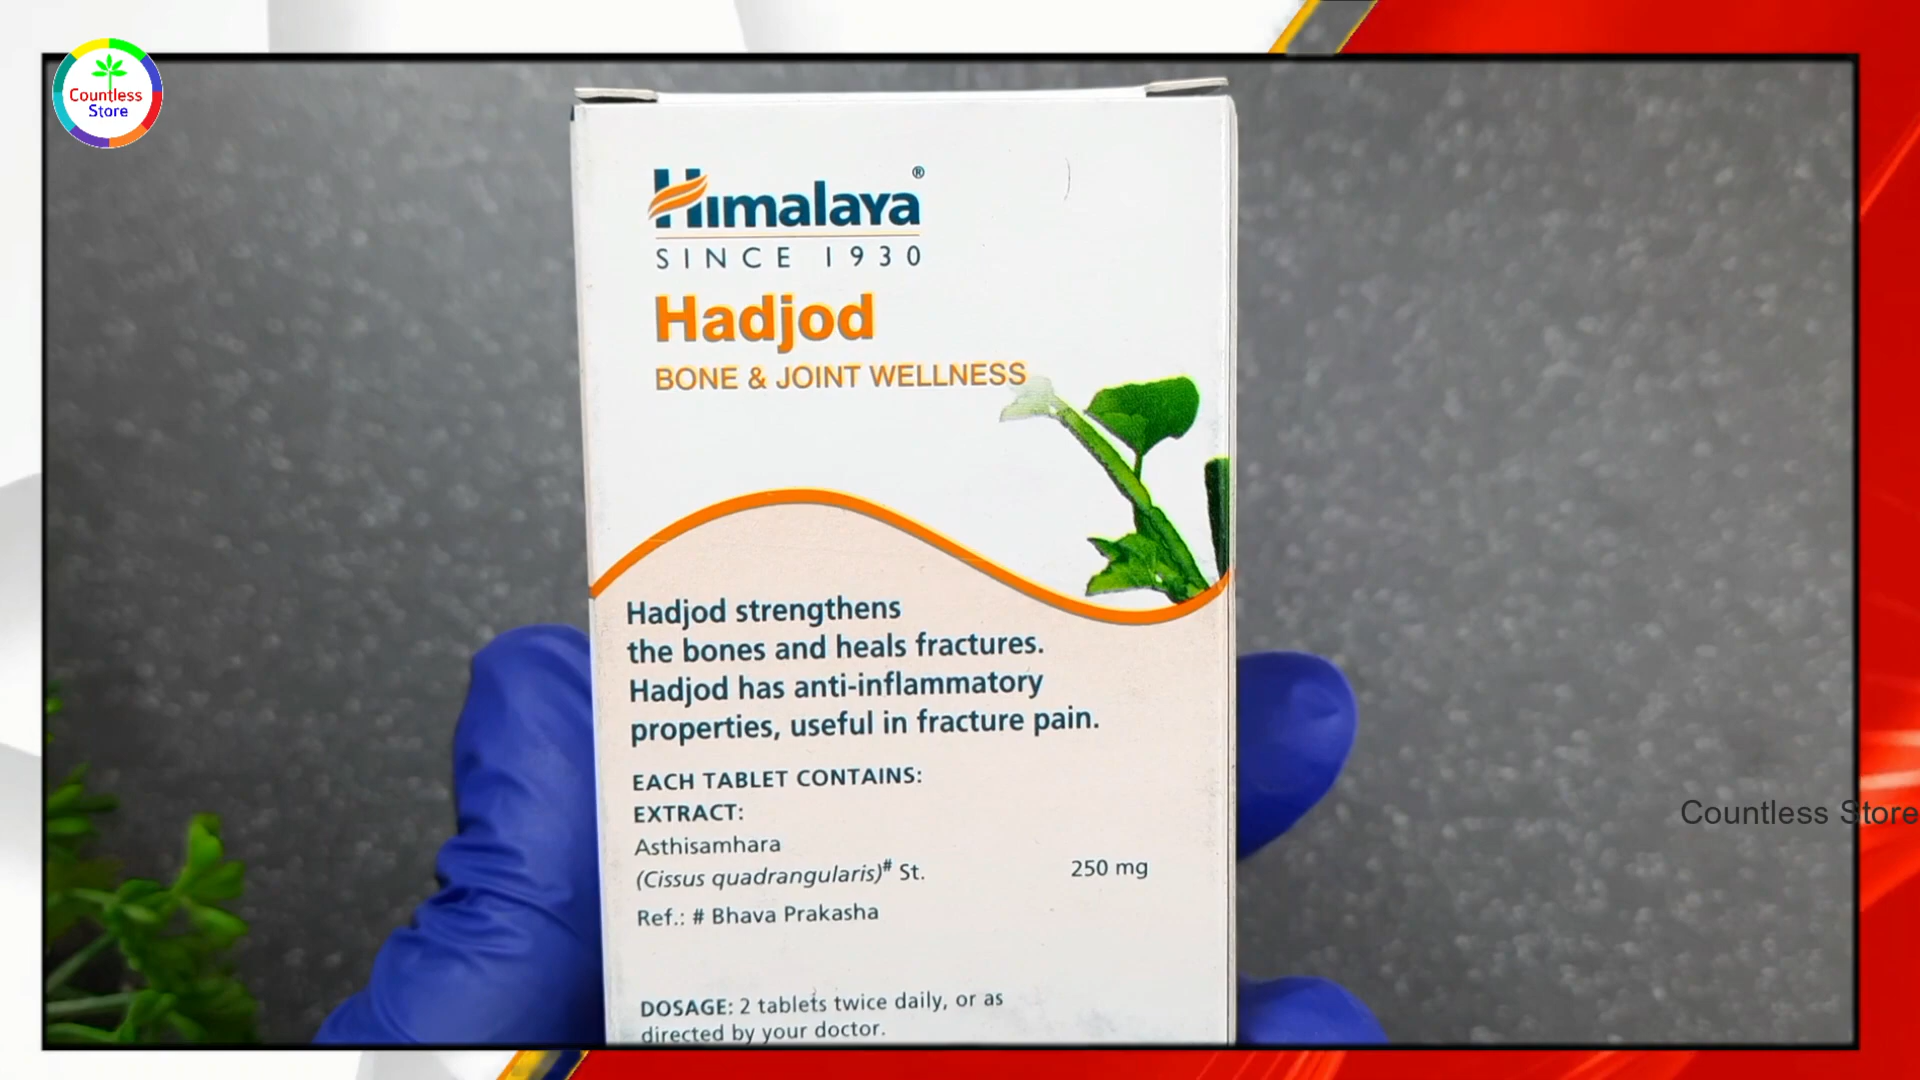 Countless
Store
Himalaya®
SINCE 1930
Hadjod
BONE & JOINT WELLNESS
Hadjod strengthens
the bones and heals fractures.
Hadjod has anti-inflammatory
properties, useful in fracture pain.
EACH TABLET CONTAINS:
EXTRACT:
Asthisamhara
(Cissus quadrangularis)# St. 250 mg
Ref.: # Bhava Prakasha
DOSAGE: 2 tablets twice daily, or as
directed by your doctor.
Countless Store